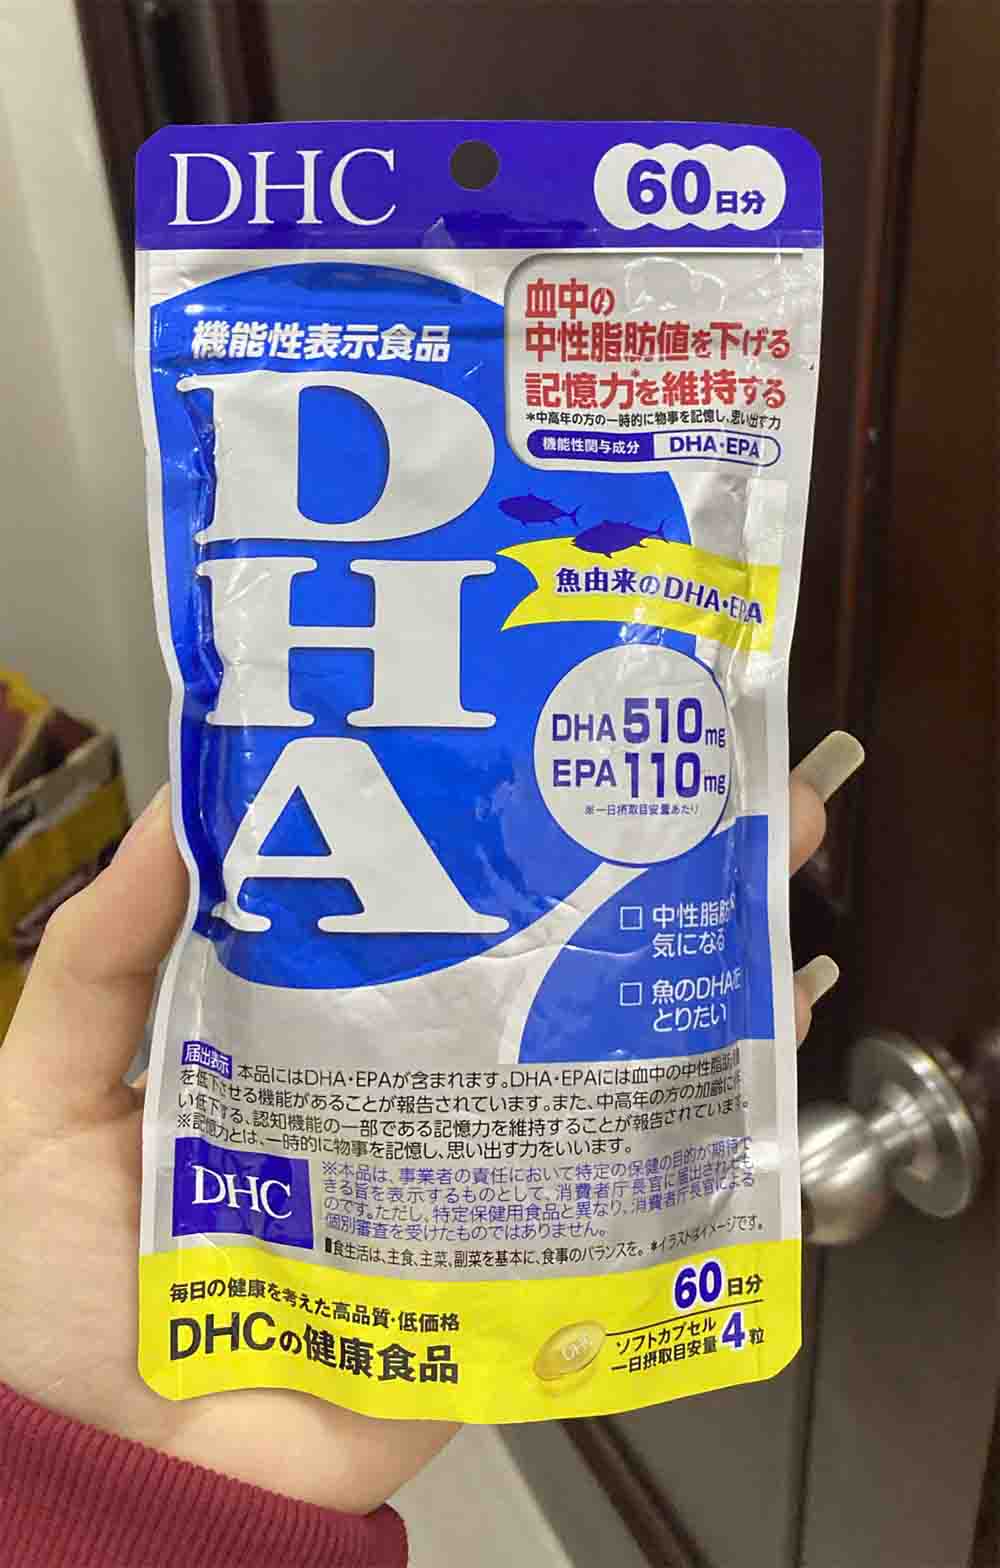 DHC
60日分
機能性表示食品
DHA
血中の
中性脂肪値を下げる
記憶力*を維持する
*中高年の方の一時的に物事を記憶し、思い出す力
機能性関与成分 DHA・EPA
魚由来のDHA・EPA
DHA 510mg
EPA 110mg
※一日摂取目安量あたり
□ 中性脂肪
気になる
□ 魚のDHAを
とりたい
届出表示 本品にはDHA・EPAが含まれます。DHA・EPAには血中の中性脂肪値
を低下させる機能があることが報告されています。また、中高年の方の加齢に伴
い低下する、認知機能の一部である記憶力を維持することが報告されています。
※記憶力とは、一時的に物事を記憶し、思い出す力をいいます。
DHC
※本品は、事業者の責任において特定の保健の目的が期待で
きる旨を表示するものとして、消費者庁長官に届出されたも
のです。ただし、特定保健用食品と異なり、消費者庁長官による
個別審査を受けたものではありません。
■食生活は、主食、主菜、副菜を基本に、食事のバランスを。 *イラストはイメージです。
毎日の健康を考えた高品質・低価格
DHCの健康食品
60日分
ソフトカプセル
一日摂取目安量 4粒